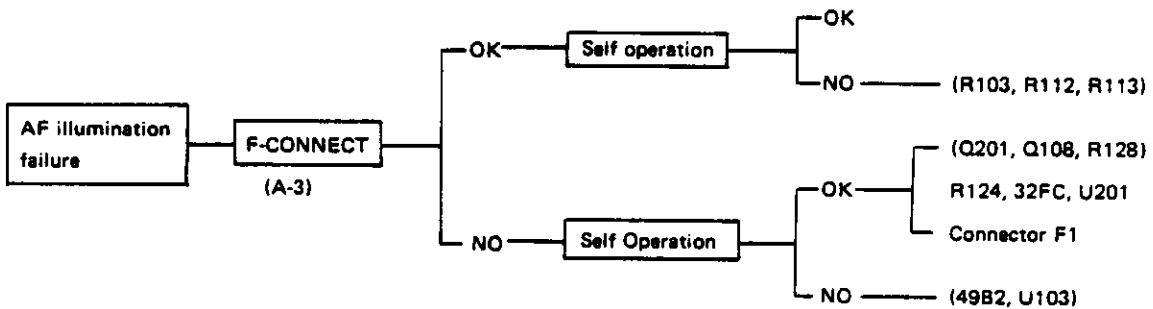 AF illumination
failure
F-CONNECT
(A-3)
OK
Self operation
OK
NO
(R103, R112, R113)
NO
Self Operation
OK
(Q201, Q108, R128)
R124, 32FC, U201
Connector F1
NO
(49B2, U103)